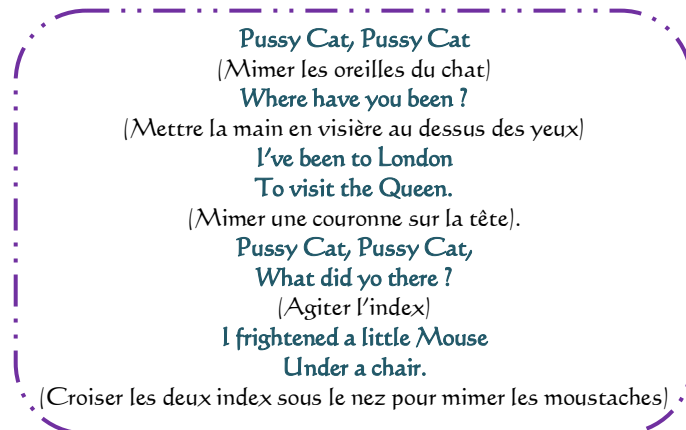 Pussy Cat, Pussy Cat
(Mimer les oreilles du chat)
Where have you been ?
(Mettre la main en visière au dessus des yeux)
I've been to London
To visit the Queen.
(Mimer une couronne sur la tête).
Pussy Cat, Pussy Cat,
What did yo there ?
(Agiter l'index)
I frightened a little Mouse
Under a chair.
(Croiser les deux index sous le nez pour mimer les moustaches)